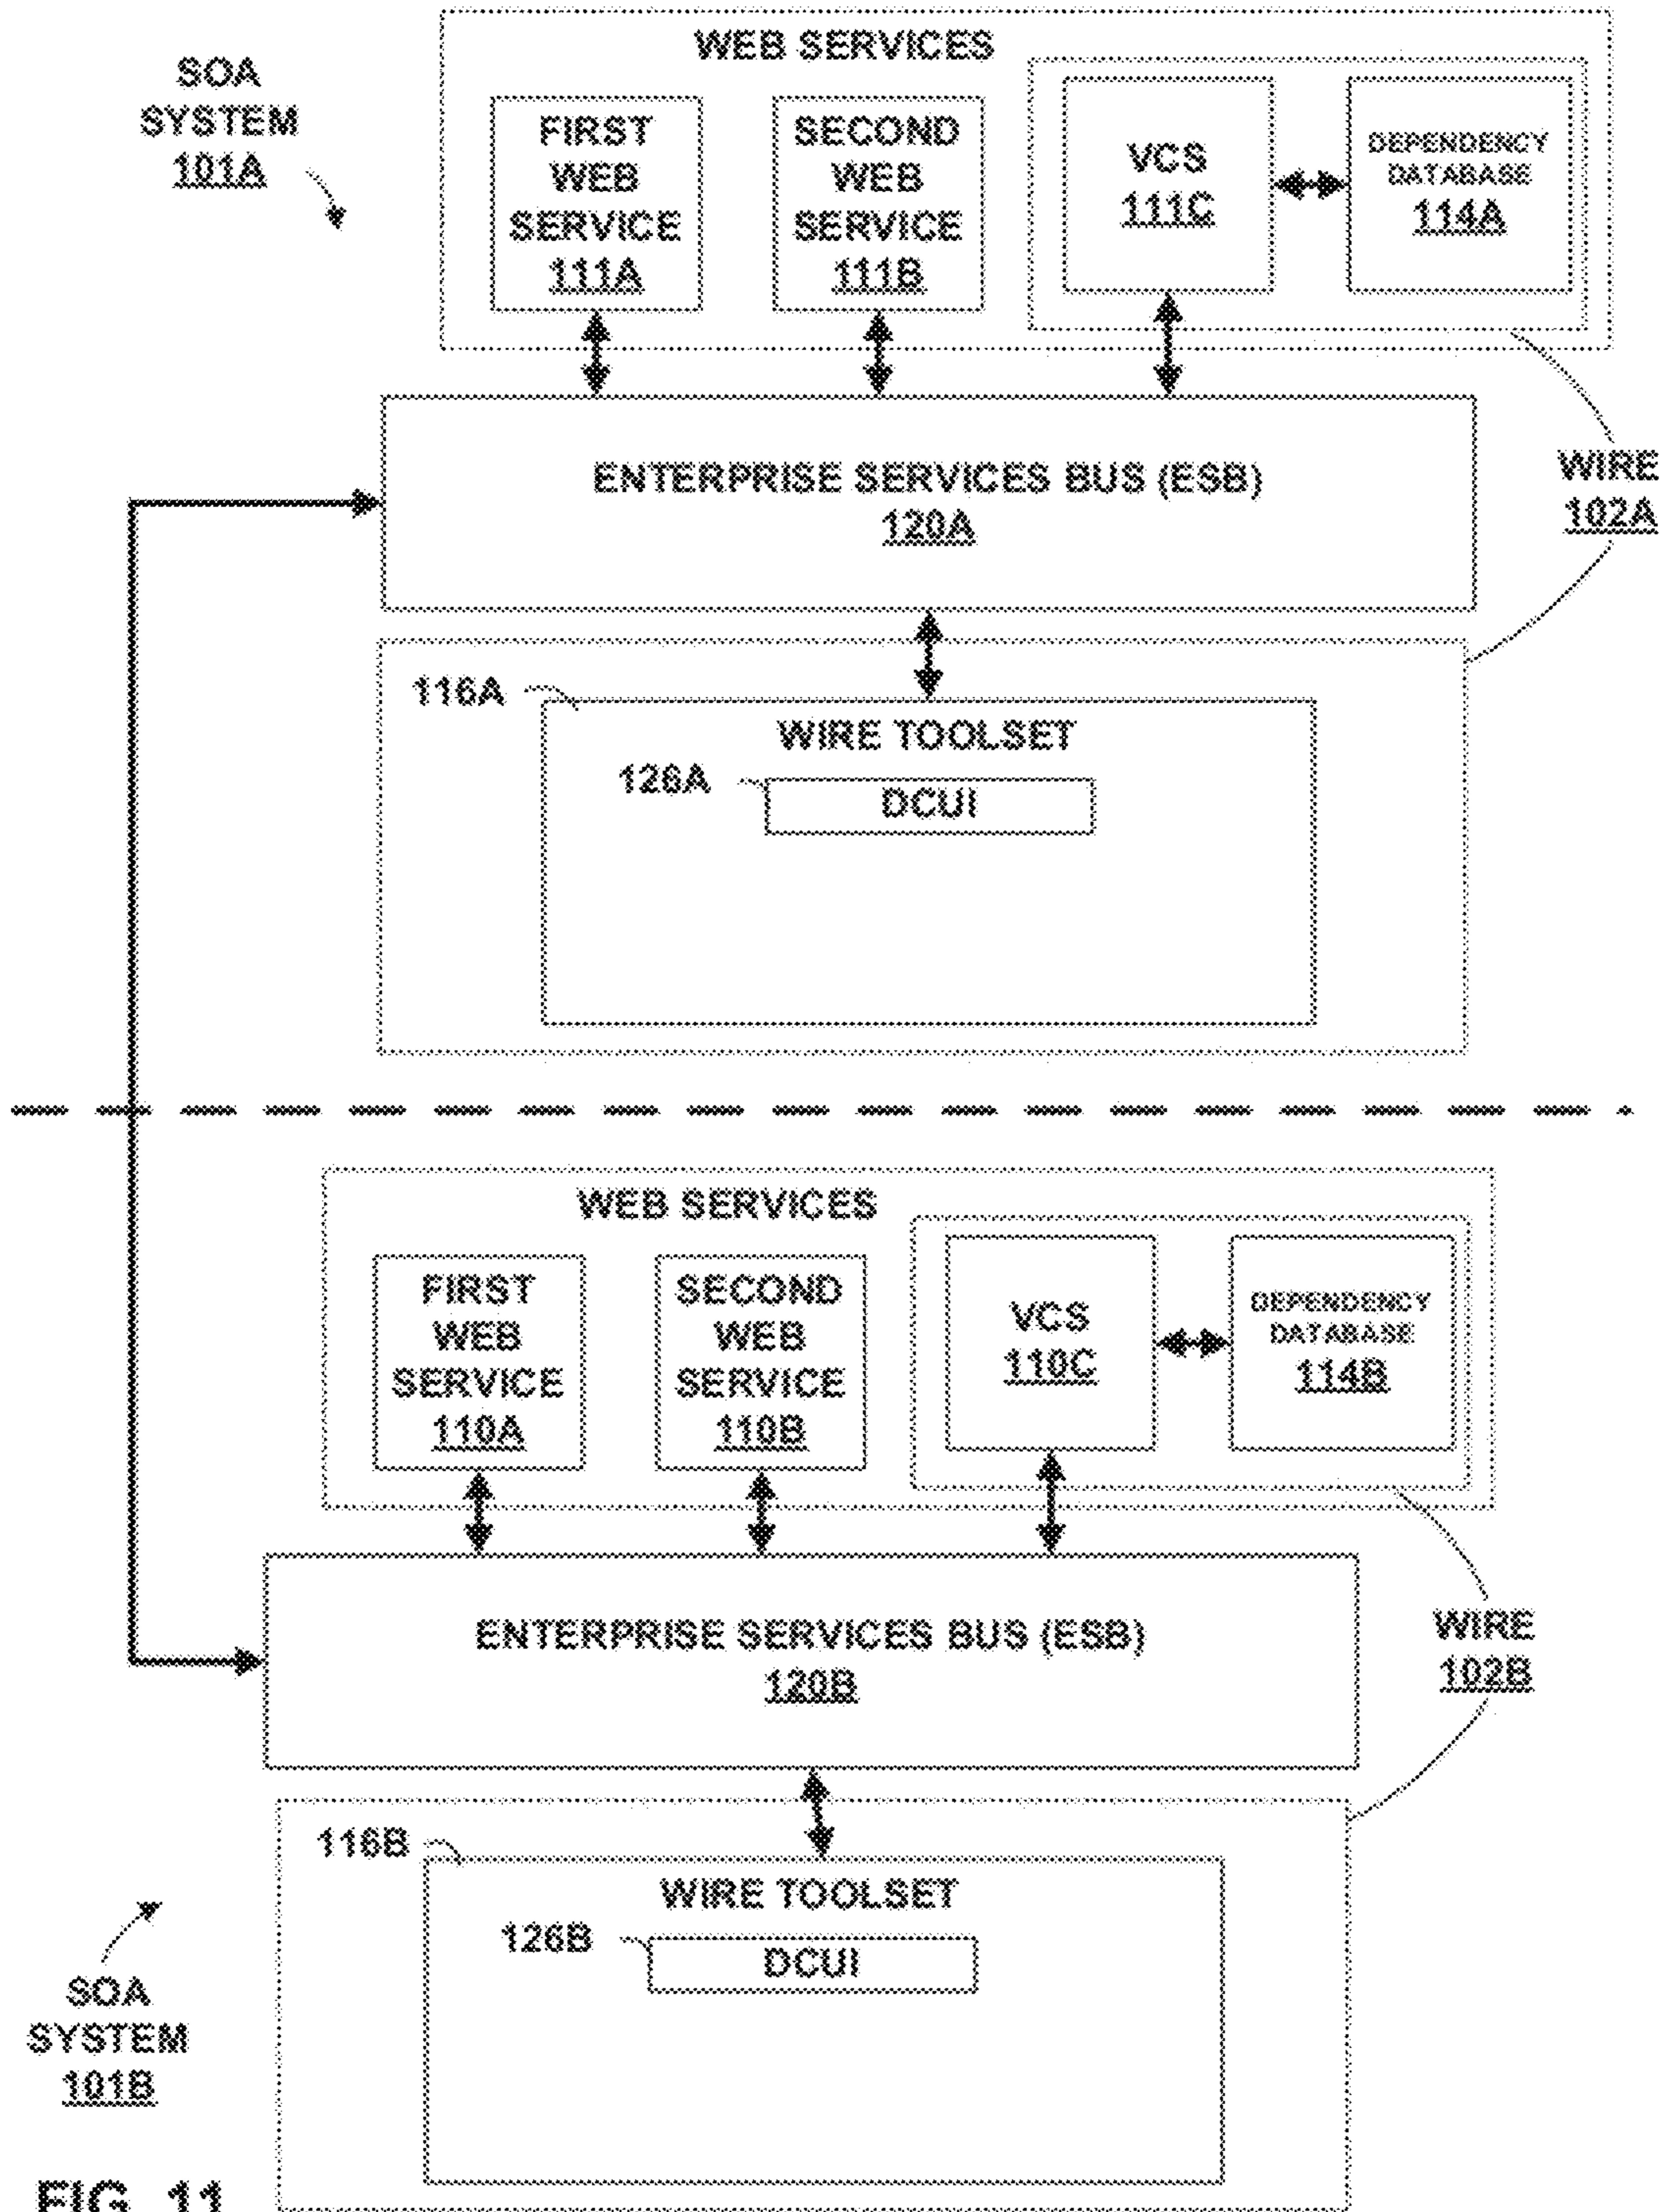 WEB SERVICES
SOA
SYSTEM
101A
FIRST
WEB
SERVICE
111A
SECOND
WEB
SERVICE
111B
VCS
111C
DEPENDENCY
DATABASE
114A
ENTERPRISE SERVICES BUS (ESB)
120A
WIRE
102A
116A
WIRE TOOLSET
126A
DCUI
WEB SERVICES
FIRST
WEB
SERVICE
110A
SECOND
WEB
SERVICE
110B
VCS
110C
DEPENDENCY
DATABASE
114B
ENTERPRISE SERVICES BUS (ESB)
120B
WIRE
102B
116B
WIRE TOOLSET
126B
DCUI
SOA
SYSTEM
101B
FIG. 11